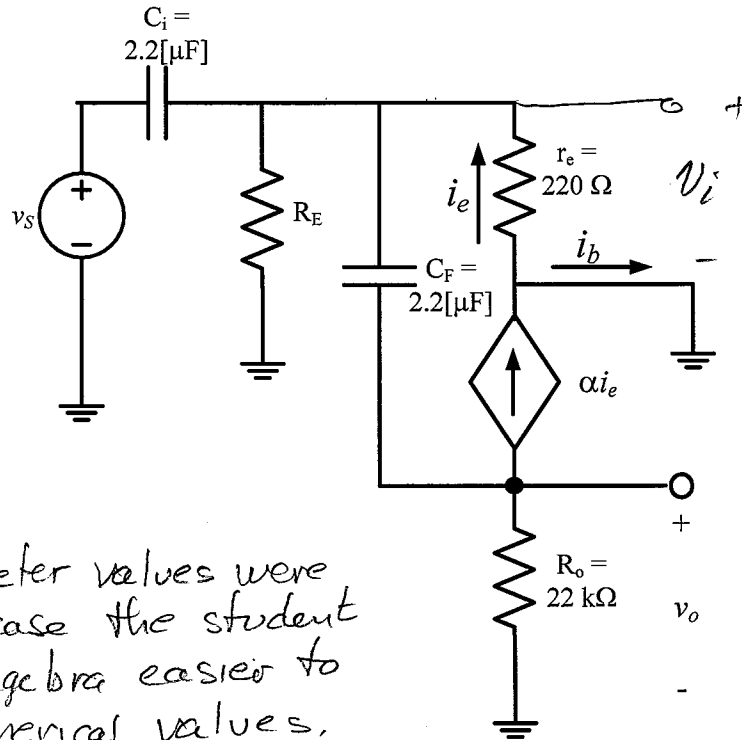 C_i =
2.2[μF]
+
r_e =
220 Ω
v_i
i_e
v_S
+
−
R_E
i_b
−
C_F =
2.2[μF]
αi_e
+
R_o =
22 kΩ
v_o
-
eter values were
case the student
gebra easier to
merical values.